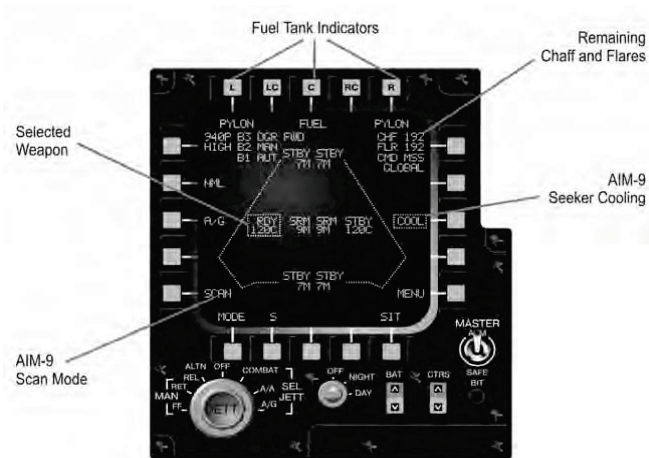 Fuel Tank Indicators
Remaining
Chaff and Flares
L LC C RC R
PYLON FUEL PYLON
940P B3 DGR FWD CHF 192
HIGH B2 MAN FLR 192
B1 AUT CMD MSS
STBY STBY GLOBAL
7M 7M
Selected
Weapon
NML
AIM-9
Seeker Cooling
A/G RDY SRM SRM STBY COOL
120C 9M 9M 120C
STBY STBY
7M 7M
SCAN MENU
MODE S SIT
AIM-9
Scan Mode
MASTER
ARM
SAFE
BIT
ALTN OFF COMBAT
REL
RET A/A
MAN SEL
JETT
FF A/G
JETT
OFF
NIGHT
DAY
BAT CTRS